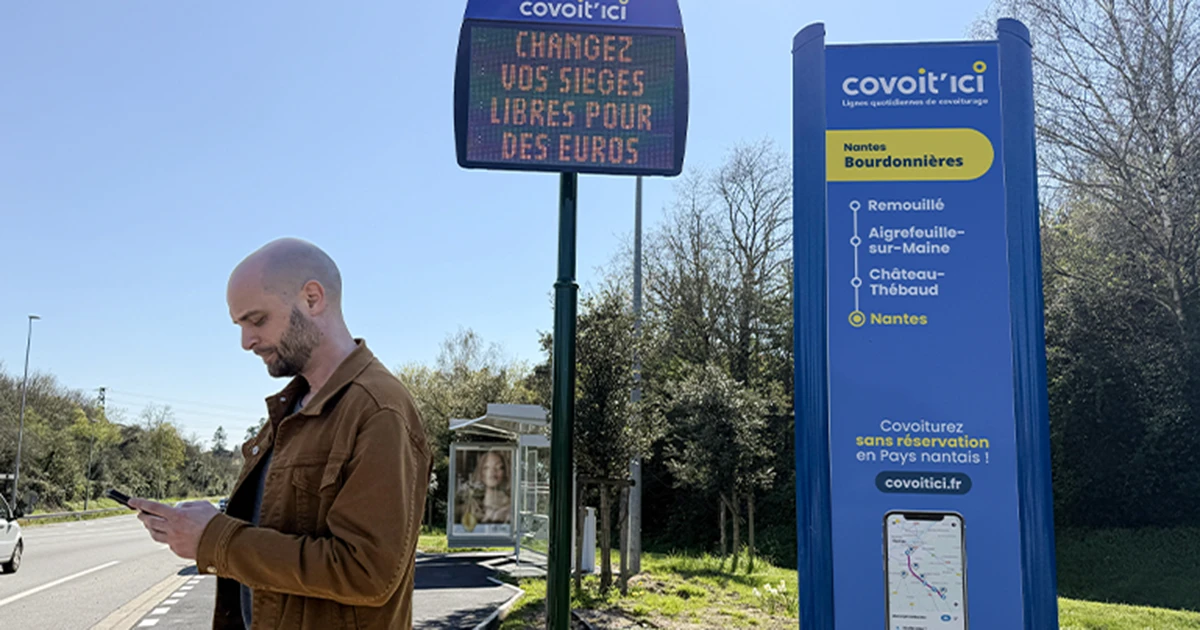 covoit'ici
CHANGEZ
VOS SIEGES
LIBRES POUR
DES EUROS
covoit'ici
Lignes quotidiennes de covoiturage
Nantes
Bourdonnières
Remouillé
Aigrefeuille-
sur-Maine
Château-
Thébaud
Nantes
Covoiturez
sans réservation
en Pays nantais !
covoitici.fr